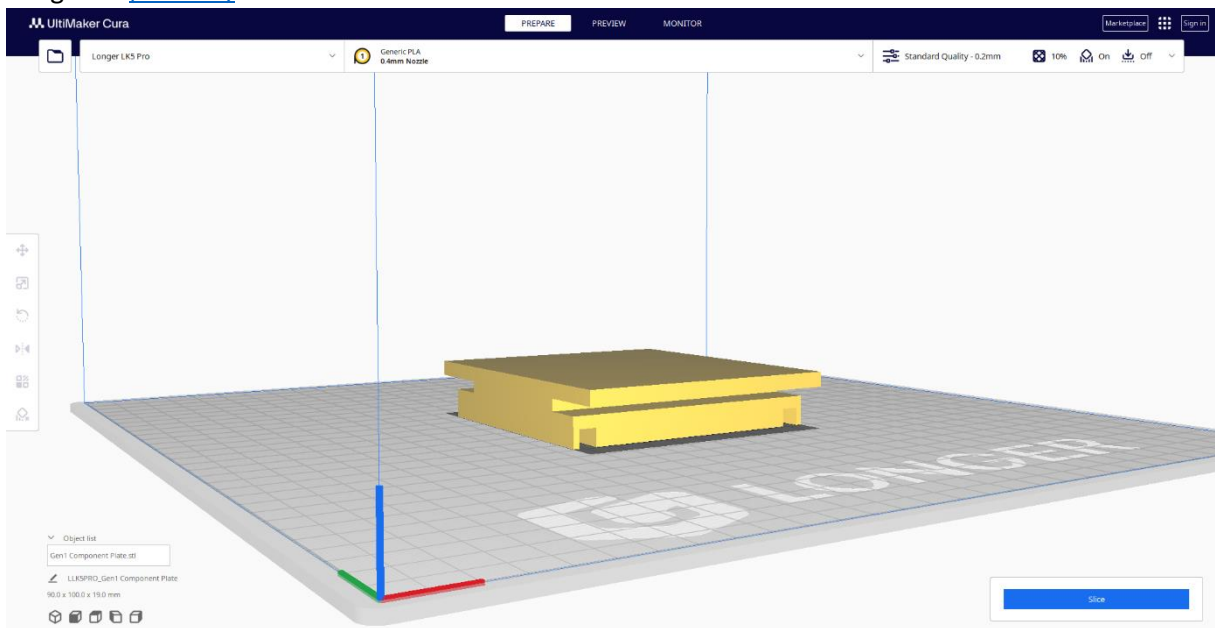 UltiMaker Cura
PREPARE PREVIEW MONITOR
Marketplace Sign in
Longer LK5 Pro
1 Generic PLA
0.4mm Nozzle
Standard Quality - 0.2mm 10% On Off
LONGER
Object list
Gen1 Component Plate.stl
LLK5PRO_Gen1 Component Plate
90.0 x 100.0 x 19.0 mm
Slice